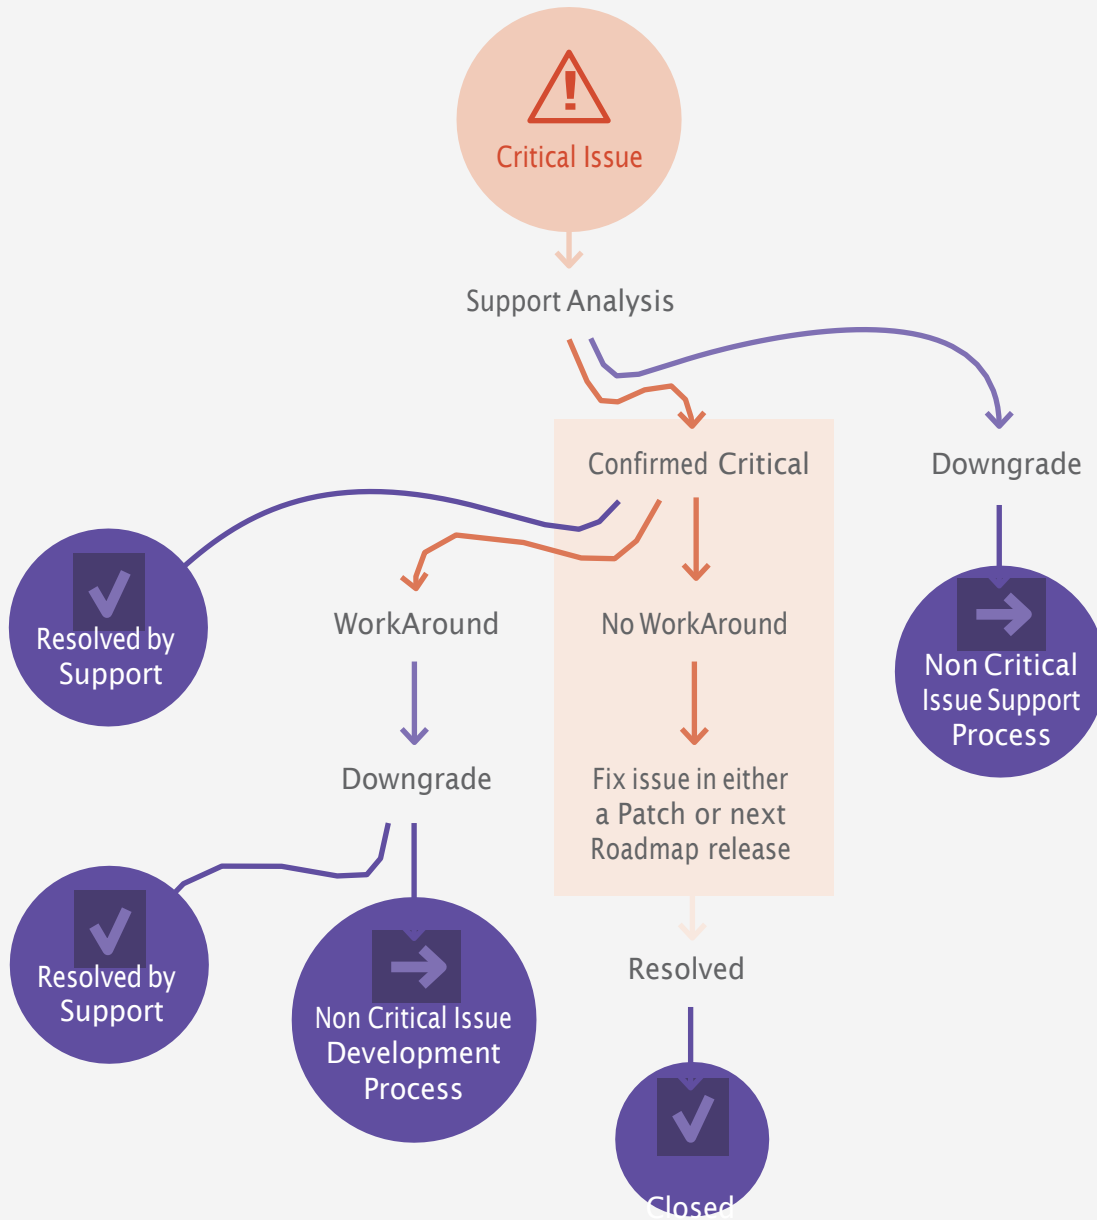 !
Critical Issue
Support Analysis
Confirmed Critical
Downgrade
Resolved by
Support
WorkAround
No WorkAround
Non Critical
Issue Support
Process
Downgrade
Fix issue in either
a Patch or next
Roadmap release
Resolved by
Support
Non Critical Issue
Development
Process
Resolved
Closed